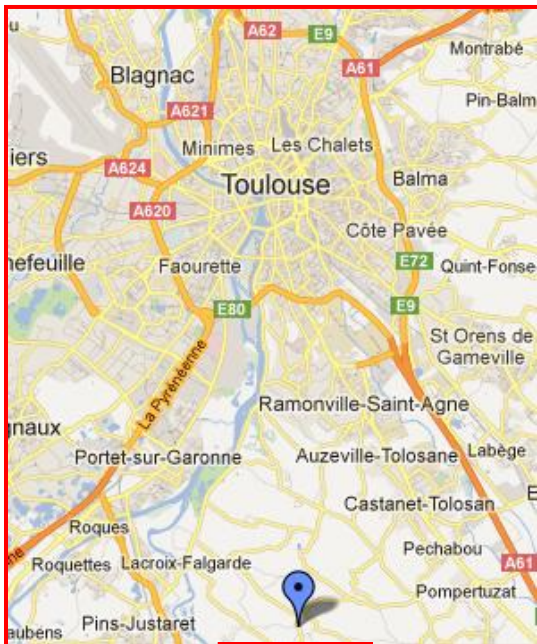 A62
E9
Montrabé
A61
Blagnac
Pin-Balm
A621
Minimes
Les Chalets
iers
A624
Toulouse
Balma
A620
Côte Pavée
nefeuille
Faourette
E72
Quint-Fonse
E80
E9
St Orens de
Gameville
La Pyrénéenne
Ramonville-Saint-Agne
gnaux
Portet-sur-Garonne
Auzeville-Tolosane
Labège
Castanet-Tolosan
E
Roques
Pechabou
ne
Roquettes
Lacroix-Falgarde
A61
Pompertuzat
Pins-Justaret
aubens